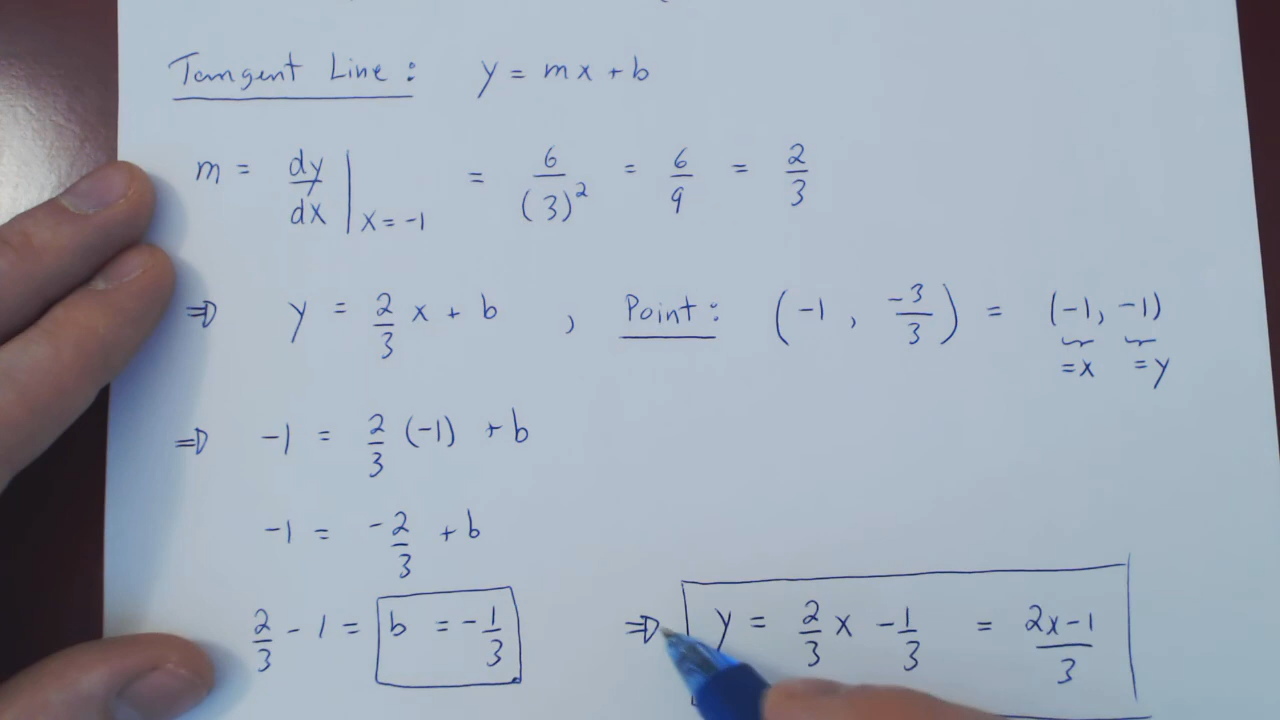 Tangent Line: y = mx + b
m = dy/dx |x=-1 = 6/(3)² = 6/9 = 2/3
⇒ y = 2/3 x + b , Point: (-1, -3/3) = (-1, -1)
=x =y
⇒ -1 = 2/3 (-1) + b
-1 = -2/3 + b
2/3 - 1 = b = -1/3 ⇒ y = 2/3 x - 1/3 = 2x-1/3